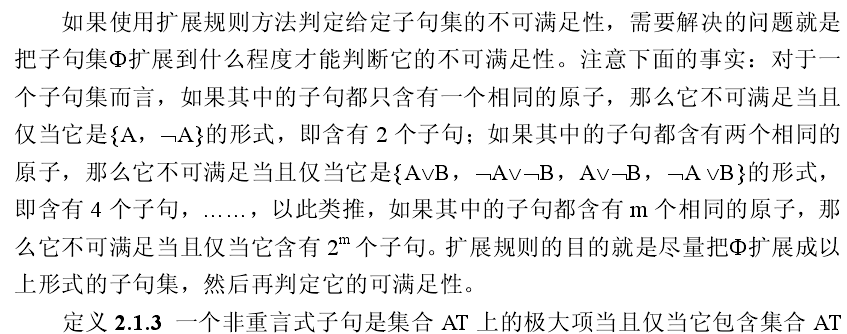 如果使用扩展规则方法判定给定子句集的不可满足性，需要解决的问题就是
把子句集Φ扩展到什么程度才能判断它的不可满足性。注意下面的事实：对于一
个子句集而言，如果其中的子句都只含有一个相同的原子，那么它不可满足当且
仅当它是{A，¬A}的形式，即含有 2 个子句；如果其中的子句都含有两个相同的
原子，那么它不可满足当且仅当它是{A∨B，¬A∨¬B，A∨¬B，¬A ∨B}的形式，
即含有 4 个子句，……，以此类推，如果其中的子句都含有 m 个相同的原子，那
么它不可满足当且仅当它含有 2ᵐ 个子句。扩展规则的目的就是尽量把Φ扩展成以
上形式的子句集，然后再判定它的可满足性。
定义 2.1.3 一个非重言式子句是集合 AT 上的极大项当且仅当它包含集合 AT